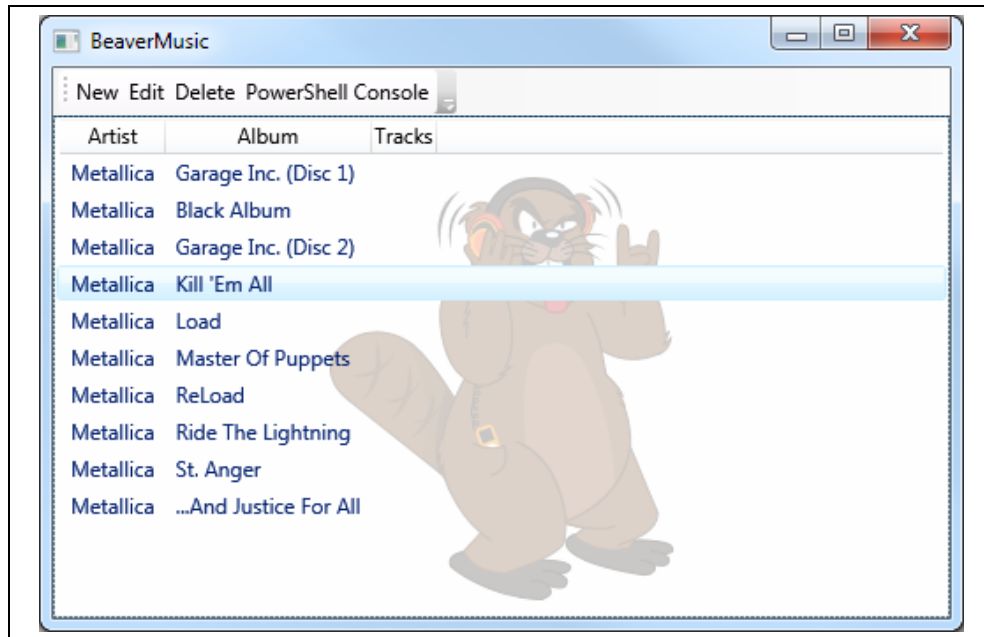 BeaverMusic
New Edit Delete PowerShell Console
Artist Album Tracks
Metallica Garage Inc. (Disc 1)
Metallica Black Album
Metallica Garage Inc. (Disc 2)
Metallica Kill 'Em All
Metallica Load
Metallica Master Of Puppets
Metallica ReLoad
Metallica Ride The Lightning
Metallica St. Anger
Metallica ...And Justice For All